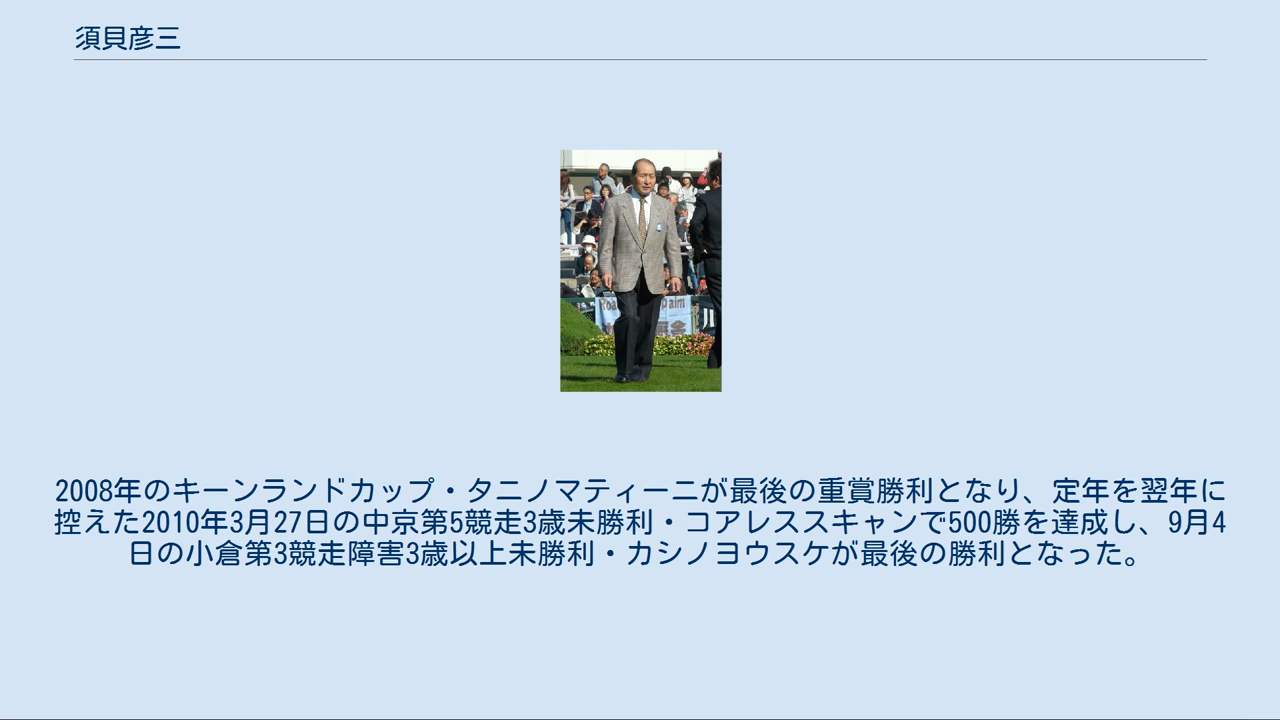 須貝彦三
2008年のキーンランドカップ・タニノマティーニが最後の重賞勝利となり、定年を翌年に
控えた2010年3月27日の中京第5競走3歳未勝利・コアレススキャンで500勝を達成し、9月4
日の小倉第3競走障害3歳以上未勝利・カシノヨウスケが最後の勝利となった。